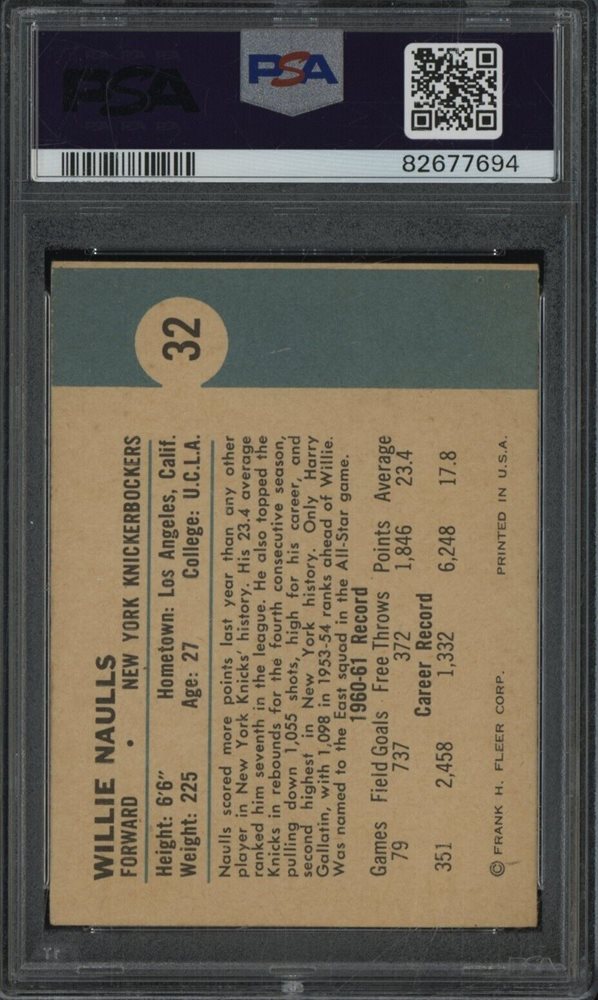 PSA
PSA
82677694
32
WILLIE NAULLS
FORWARD • NEW YORK KNICKERBOCKERS
Height: 6'6" Hometown: Los Angeles, Calif.
Weight: 225 Age: 27 College: U.C.L.A.
Naulls scored more points last year than any other
player in New York Knicks' history. His 23.4 average
ranked him seventh in the league. He also topped the
Knicks in rebounds for the fourth consecutive season,
pulling down 1,055 shots, high for his career, and
second highest in New York history. Only Harry
Gallatin, with 1,098 in 1953-54 ranks ahead of Willie.
Was named to the East squad in the All-Star game.
1960-61 Record
Games Field Goals Free Throws Points Average
79 737 372 1,846 23.4
Career Record
351 2,458 1,332 6,248 17.8
© FRANK H. FLEER CORP. PRINTED IN U.S.A.